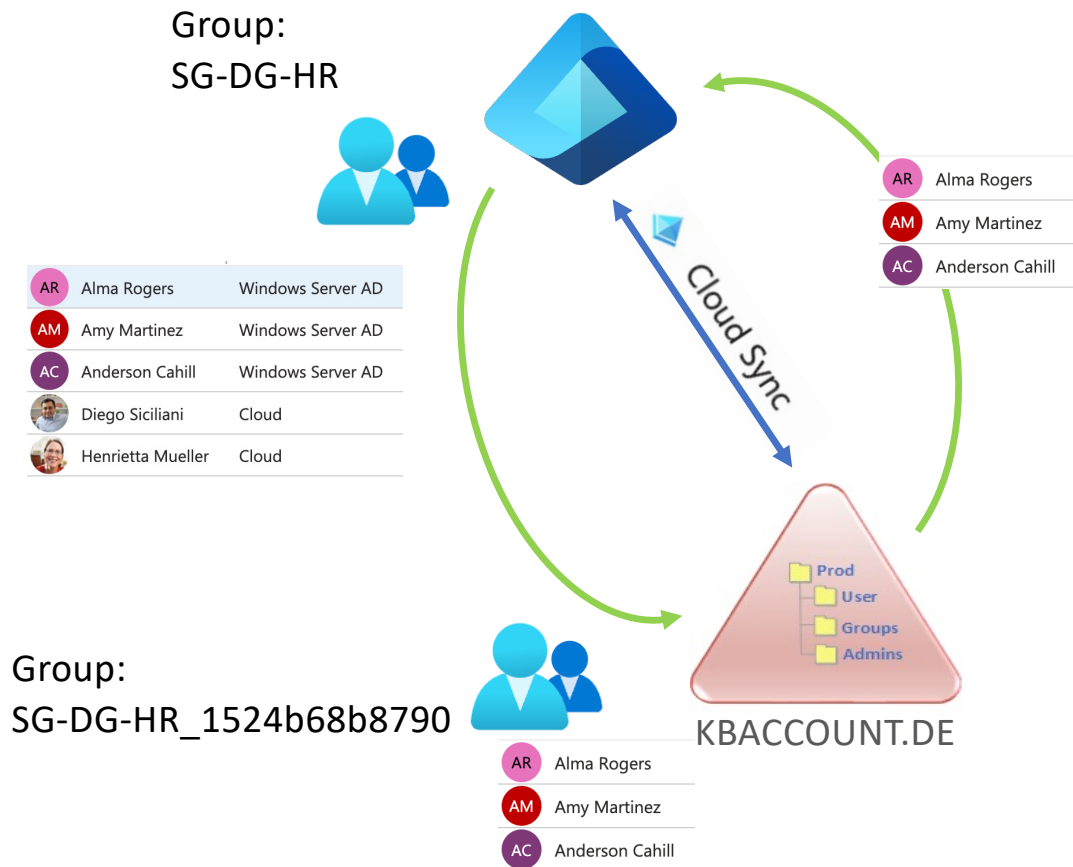 Group:
SG-DG-HR
AR Alma Rogers
AM Amy Martinez
AC Anderson Cahill
AR Alma Rogers Windows Server AD
AM Amy Martinez Windows Server AD
AC Anderson Cahill Windows Server AD
Diego Siciliani Cloud
Henrietta Mueller Cloud
Cloud Sync
Prod
User
Groups
Admins
KBACCOUNT.DE
Group:
SG-DG-HR_1524b68b8790
AR Alma Rogers
AM Amy Martinez
AC Anderson Cahill